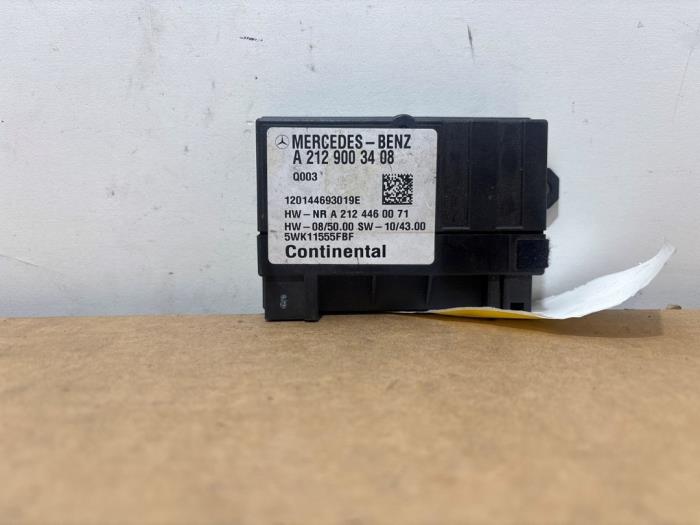 MERCEDES-BENZ
A 212 900 34 08
Q003
120144693019E
HW-NR A 212 446 00 71
HW-08/50.00 SW-10/43.00
5WK11555FBF
Continental